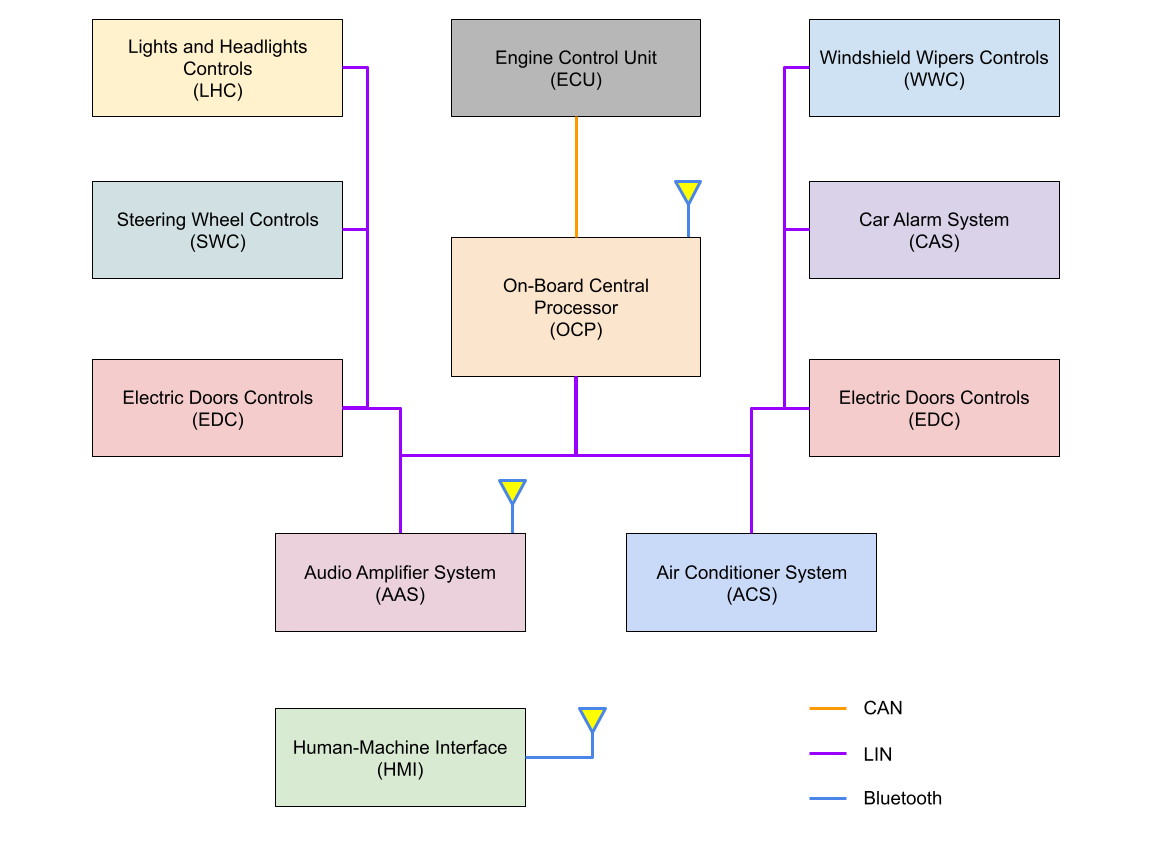 Lights and Headlights
Controls
(LHC)
Engine Control Unit
(ECU)
Windshield Wipers Controls
(WWC)
Steering Wheel Controls
(SWC)
Car Alarm System
(CAS)
On-Board Central
Processor
(OCP)
Electric Doors Controls
(EDC)
Electric Doors Controls
(EDC)
Audio Amplifier System
(AAS)
Air Conditioner System
(ACS)
Human-Machine Interface
(HMI)
CAN
LIN
Bluetooth